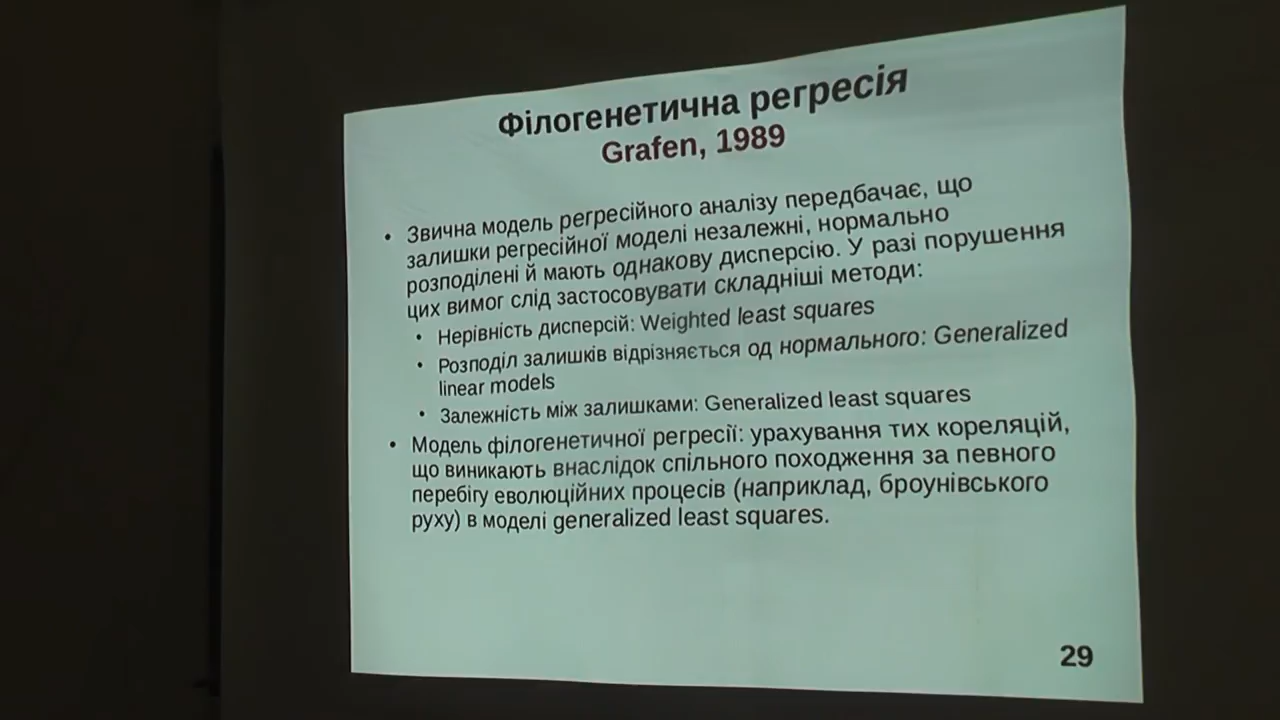 Філогенетична регресія
Grafen, 1989
• Звична модель регресійного аналізу передбачає, що
залишки регресійної моделі незалежні, нормально
розподілені й мають однакову дисперсію. У разі порушення
цих вимог слід застосовувати складніші методи:
• Нерівність дисперсій: Weighted least squares
• Розподіл залишків відрізняється од нормального: Generalized
linear models
• Залежність між залишками: Generalized least squares
• Модель філогенетичної регресії: урахування тих кореляцій,
що виникають внаслідок спільного походження за певного
перебігу еволюційних процесів (наприклад, броунівського
руху) в моделі generalized least squares.
29